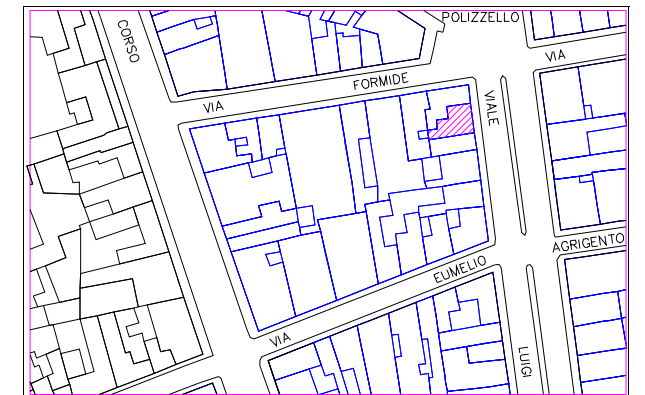 POLIZZELLO
CORSO
VIA
FORMIDE
VIA
VIALE
AGRIGENTO
EUMELIO
VIA
LUIGI